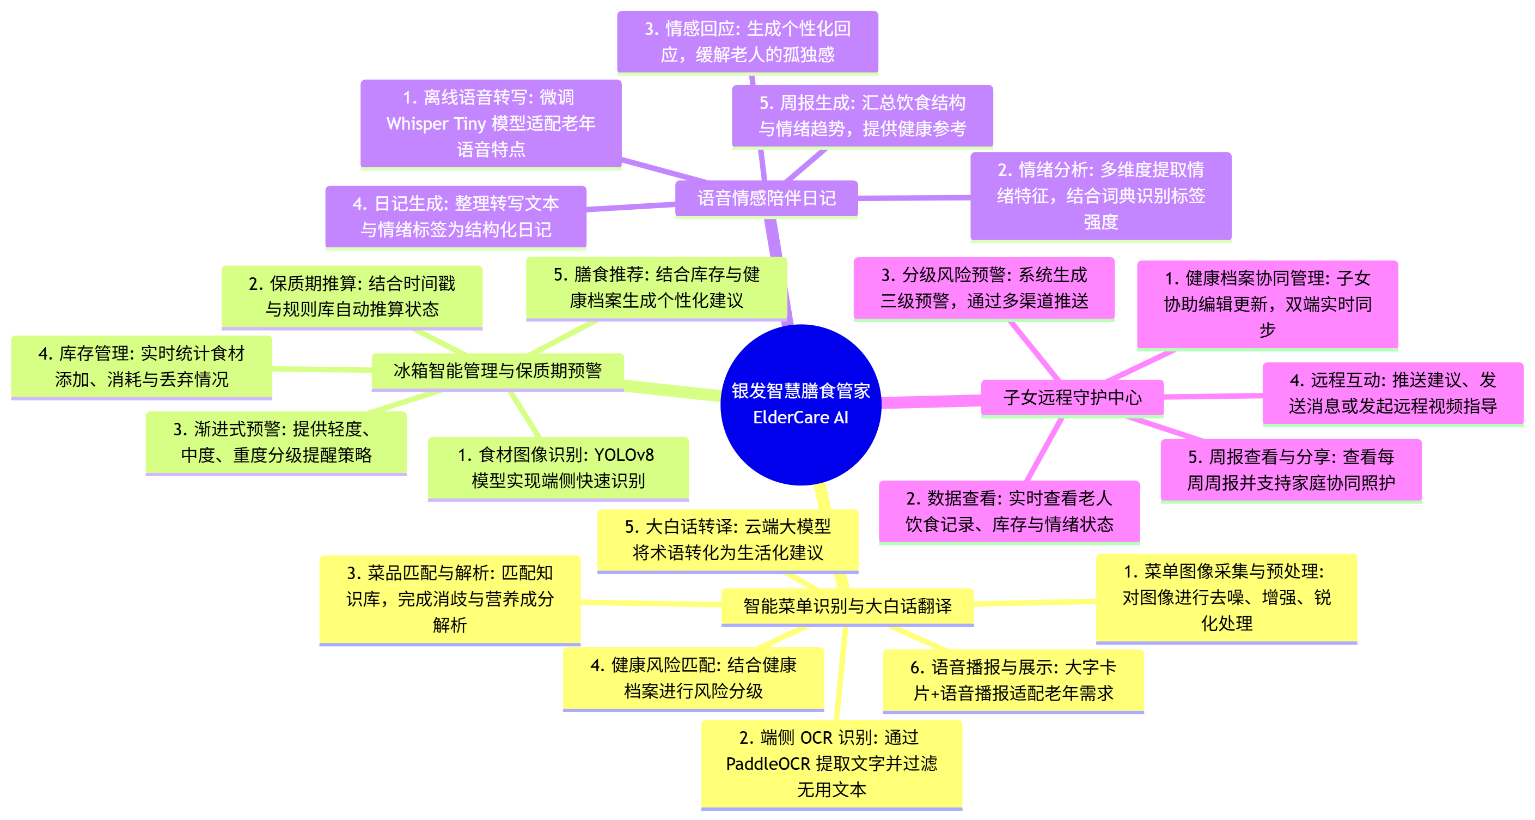 3. 情感回应: 生成个性化回
应，缓解老人的孤独感
1. 离线语音转写: 微调
Whisper Tiny 模型适配老年
语音特点
5. 周报生成: 汇总饮食结构
与情绪趋势，提供健康参考
2. 情绪分析: 多维度提取情
绪特征，结合词典识别标签
强度
4. 日记生成: 整理转写文本
与情绪标签为结构化日记
语音情感陪伴日记
2. 保质期推算: 结合时间戳
与规则库自动推算状态
5. 膳食推荐: 结合库存与健
康档案生成个性化建议
4. 库存管理: 实时统计食材
添加、消耗与丢弃情况
冰箱智能管理与保质期预警
3. 渐进式预警: 提供轻度、
中度、重度分级提醒策略
1. 食材图像识别: YOLOv8
模型实现端侧快速识别
银发智慧膳食管家
ElderCare AI
3. 分级风险预警: 系统生成
三级预警，通过多渠道推送
1. 健康档案协同管理: 子女
协助编辑更新，双端实时同
步
子女远程守护中心
4. 远程互动: 推送建议、发
送消息或发起远程视频指导
5. 周报查看与分享: 查看每
周周报并支持家庭协同照护
2. 数据查看: 实时查看老人
饮食记录、库存与情绪状态
5. 大白话转译: 云端大模型
将术语转化为生活化建议
3. 菜品匹配与解析: 匹配知
识库，完成消歧与营养成分
解析
智能菜单识别与大白话翻译
1. 菜单图像采集与预处理:
对图像进行去噪、增强、锐
化处理
4. 健康风险匹配: 结合健康
档案进行风险分级
6. 语音播报与展示: 大字卡
片+语音播报适配老年需求
2. 端侧 OCR 识别: 通过
PaddleOCR 提取文字并过滤
无用文本